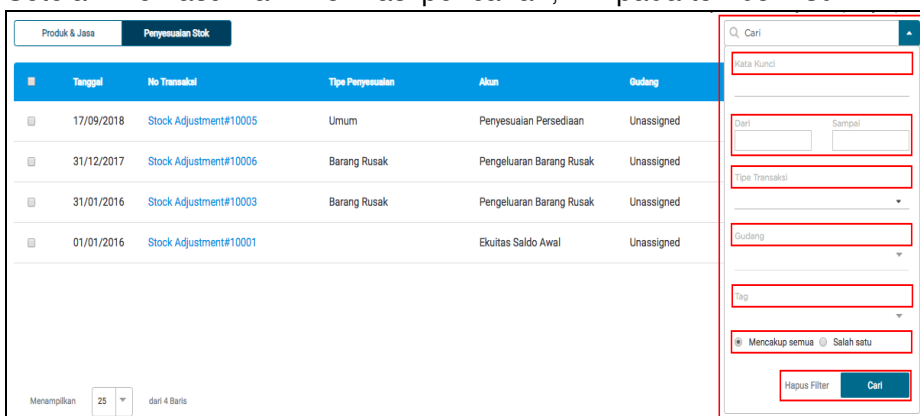 Produk & Jasa
Penyesuaian Stok
Cari
Tanggal No Transaksi Tipe Penyesuaian Akun Gudang
17/09/2018 Stock Adjustment#10005 Umum Penyesuaian Persediaan Unassigned
31/12/2017 Stock Adjustment#10006 Barang Rusak Pengeluaran Barang Rusak Unassigned
31/01/2016 Stock Adjustment#10003 Barang Rusak Pengeluaran Barang Rusak Unassigned
01/01/2016 Stock Adjustment#10001 Ekuitas Saldo Awal Unassigned
Kata Kunci
Dari Sampai
Tipe Transaksi
Gudang
Tag
Mencakup semua Salah satu
Hapus Filter Cari
Menampilkan 25 dari 4 Baris